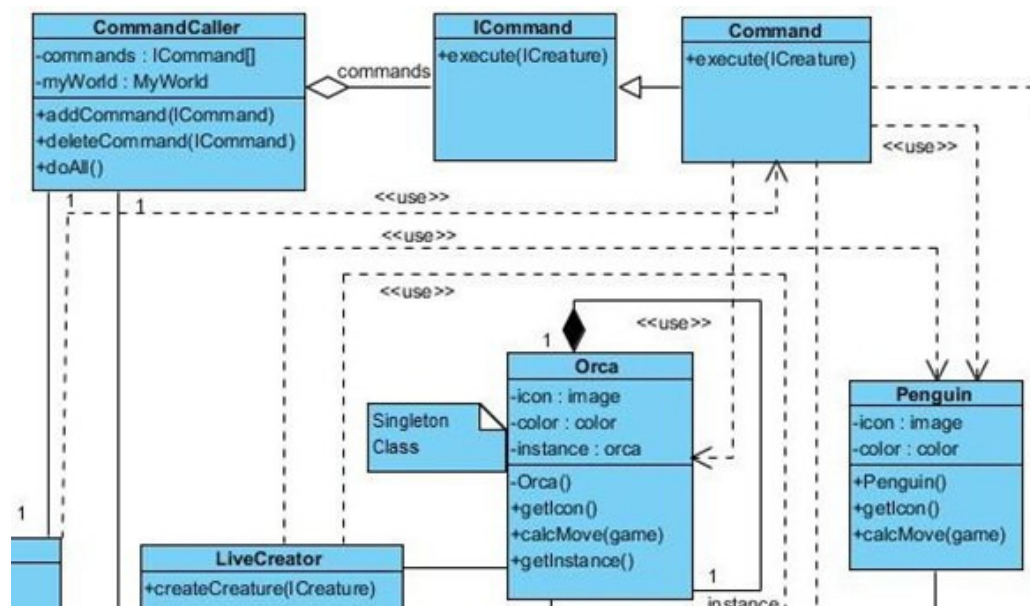 CommandCaller
-commands : ICommand[]
-myWorld : MyWorld
+addCommand(ICommand)
+deleteCommand(ICommand)
+doAll()
commands
ICommand
+execute(ICreature)
Command
+execute(ICreature)
<<use>>
1
1
<<use>>
<<use>>
<<use>>
<<use>>
1
Orca
-icon : image
-color : color
-instance : orca
-Orca()
+getIcon()
+calcMove(game)
+getInstance()
Singleton
Class
Penguin
-icon : image
-color : color
+Penguin()
+getIcon()
+calcMove(game)
1
LiveCreator
+createCreature(ICreature)
1
instance